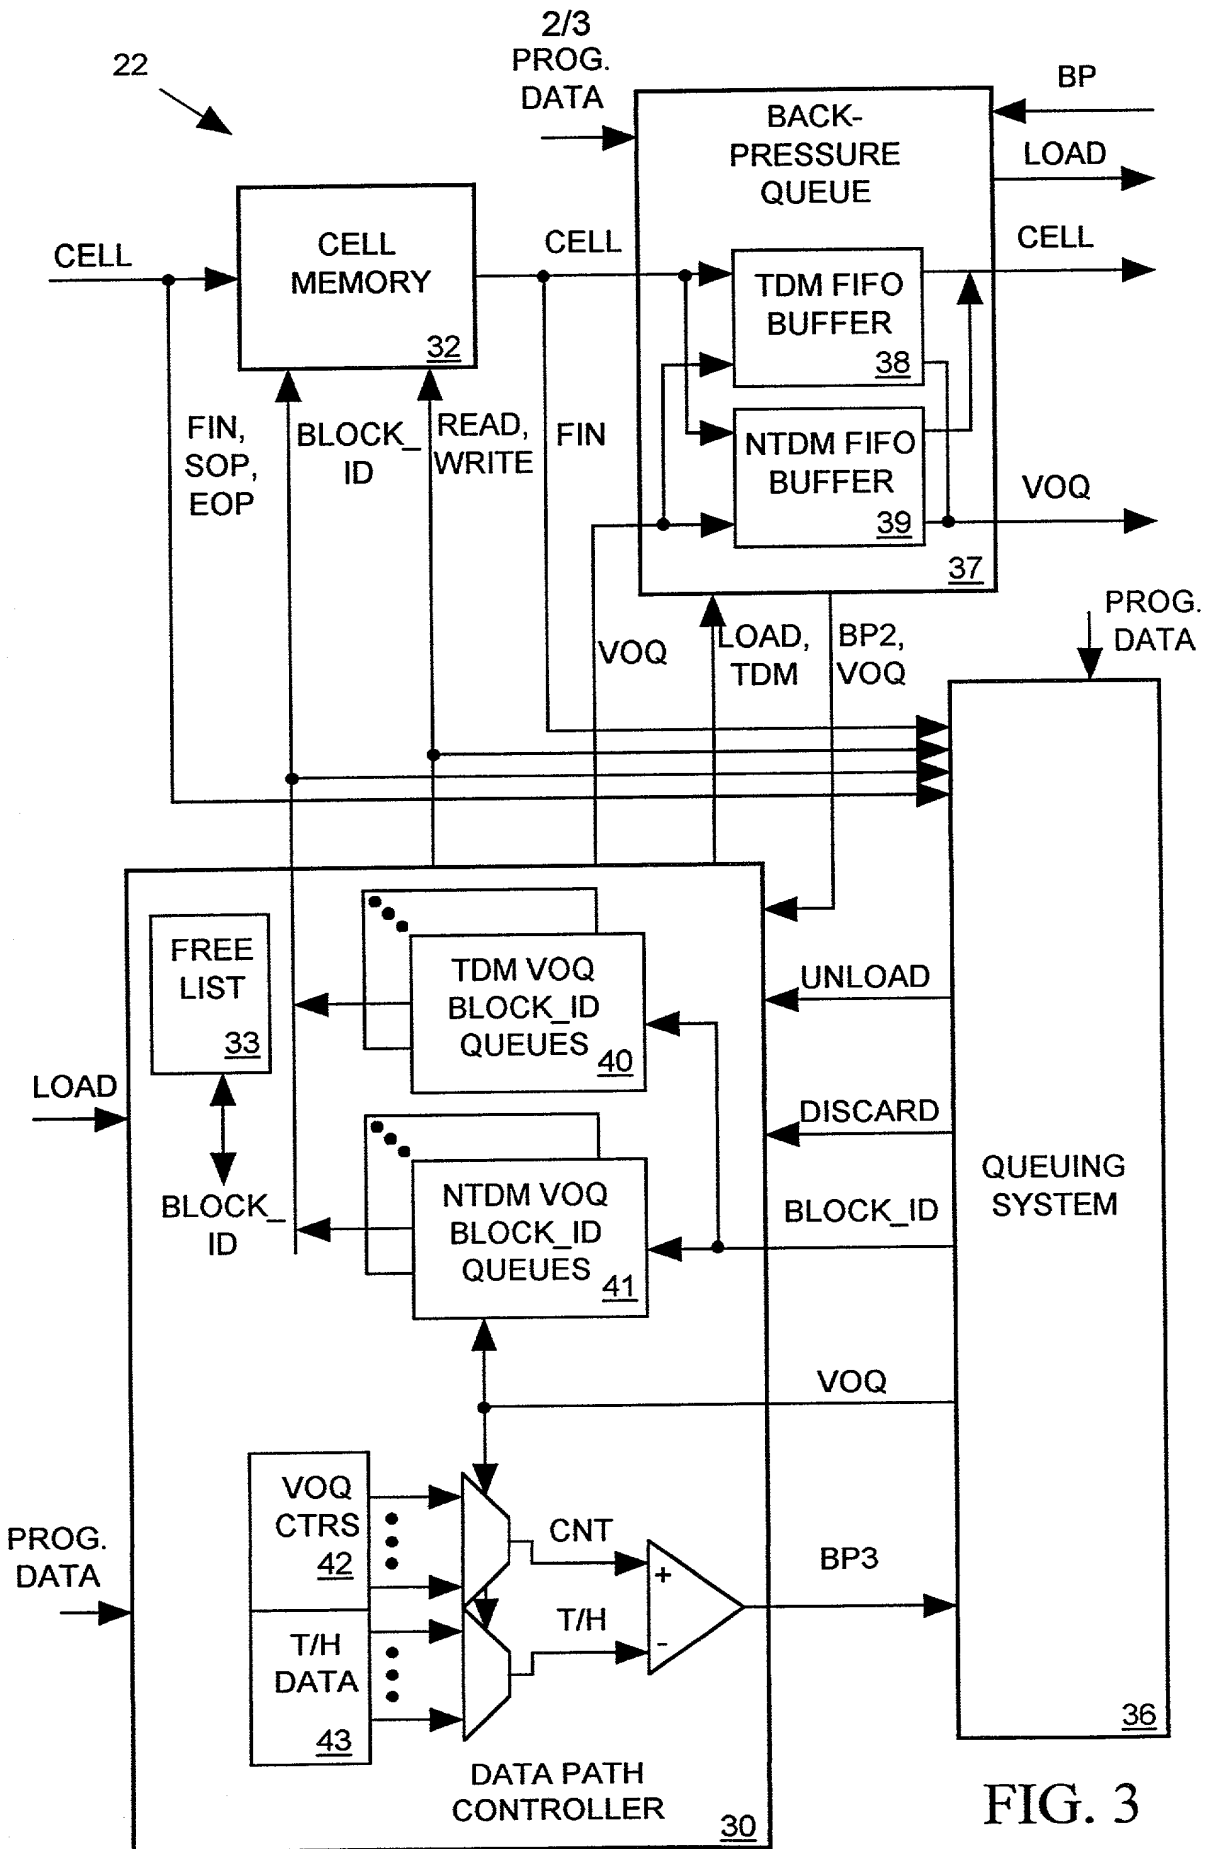 2/3
22
PROG.
DATA
BP
BACK-
PRESSURE
QUEUE
LOAD
CELL
CELL
MEMORY
32
CELL
CELL
TDM FIFO
BUFFER
38
FIN,
SOP,
EOP
BLOCK_
ID
READ,
WRITE
FIN
NTDM FIFO
BUFFER
39
VOQ
37
PROG.
DATA
VOQ
LOAD,
TDM
BP2,
VOQ
FREE
LIST
33
TDM VOQ
BLOCK_ID
QUEUES
40
UNLOAD
LOAD
DISCARD
BLOCK_
ID
NTDM VOQ
BLOCK_ID
QUEUES
41
BLOCK_ID
QUEUING
SYSTEM
VOQ
VOQ
CTRS
42
CNT
+
BP3
PROG.
DATA
T/H
DATA
43
T/H
-
DATA PATH
CONTROLLER
30
36
FIG. 3